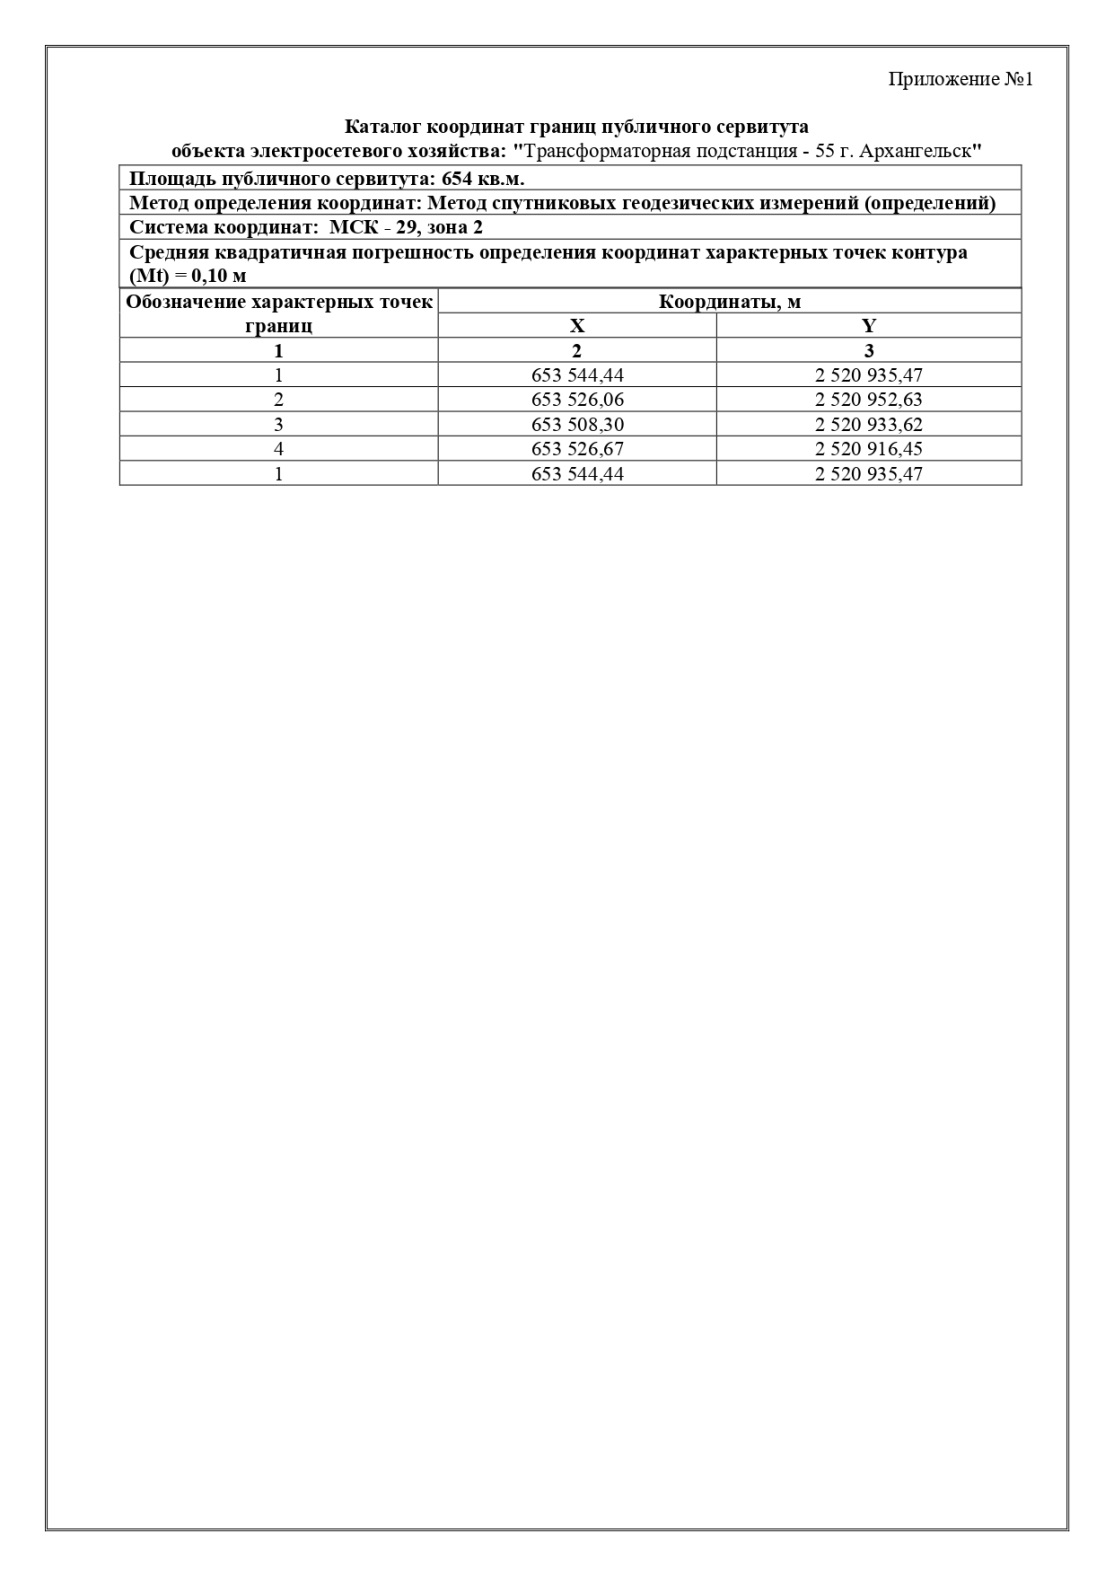 Приложение №1
Каталог координат границ публичного сервитута
объекта электросетевого хозяйства: "Трансформаторная подстанция - 55 г. Архангельск"
Площадь публичного сервитута: 654 кв.м.
Метод определения координат: Метод спутниковых геодезических измерений (определений)
Система координат:  МСК - 29, зона 2
Средняя квадратичная погрешность определения координат характерных точек контура
(Mt) = 0,10 м
Обозначение характерных точек границ Координаты, м
X Y
1 2 3
1 653 544,44 2 520 935,47
2 653 526,06 2 520 952,63
3 653 508,30 2 520 933,62
4 653 526,67 2 520 916,45
1 653 544,44 2 520 935,47